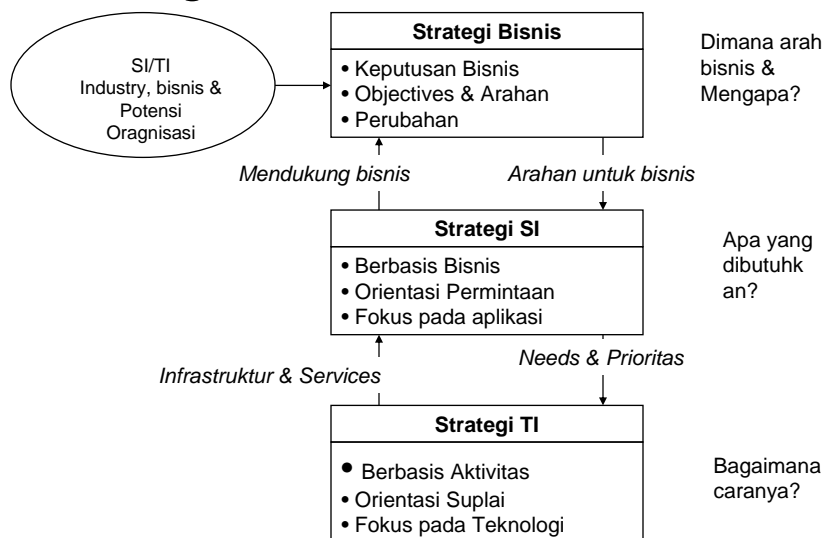 Strategi Bisnis
• Keputusan Bisnis
• Objectives & Arahan
• Perubahan
SI/TI
Industry, bisnis &
Potensi
Oragnisasi
Dimana arah
bisnis &
Mengapa?
Mendukung bisnis
Arahan untuk bisnis
Strategi SI
• Berbasis Bisnis
• Orientasi Permintaan
• Fokus pada aplikasi
Apa yang
dibutuhk
an?
Infrastruktur & Services
Needs & Prioritas
Strategi TI
• Berbasis Aktivitas
• Orientasi Suplai
• Fokus pada Teknologi
Bagaimana
caranya?